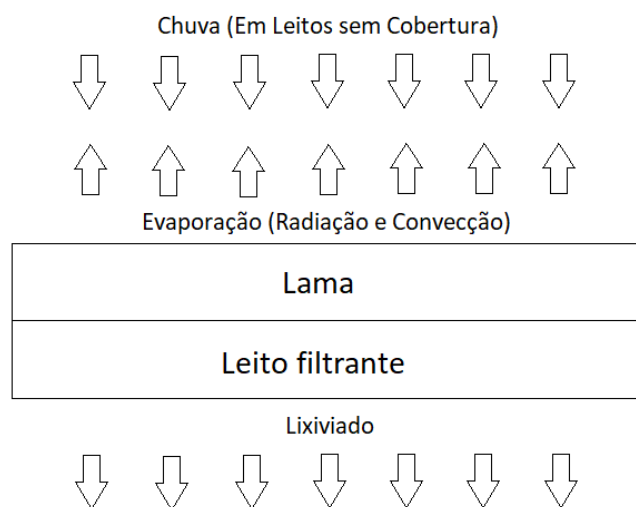 Chuva (Em Leitos sem Cobertura)
Evaporação (Radiação e Convecção)
Lama
Leito filtrante
Lixiviado